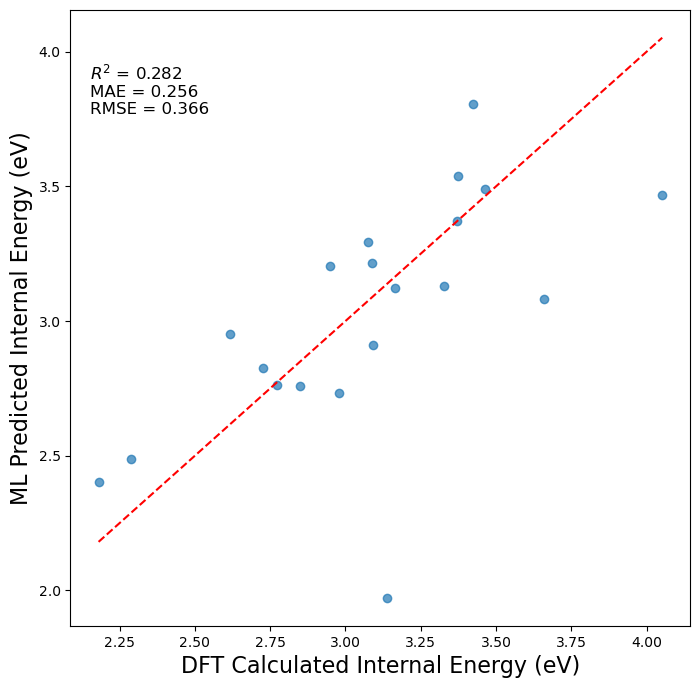 R² = 0.282
MAE = 0.256
RMSE = 0.366
ML Predicted Internal Energy (eV)
4.0
3.5
3.0
2.5
2.0
2.25 2.50 2.75 3.00 3.25 3.50 3.75 4.00
DFT Calculated Internal Energy (eV)